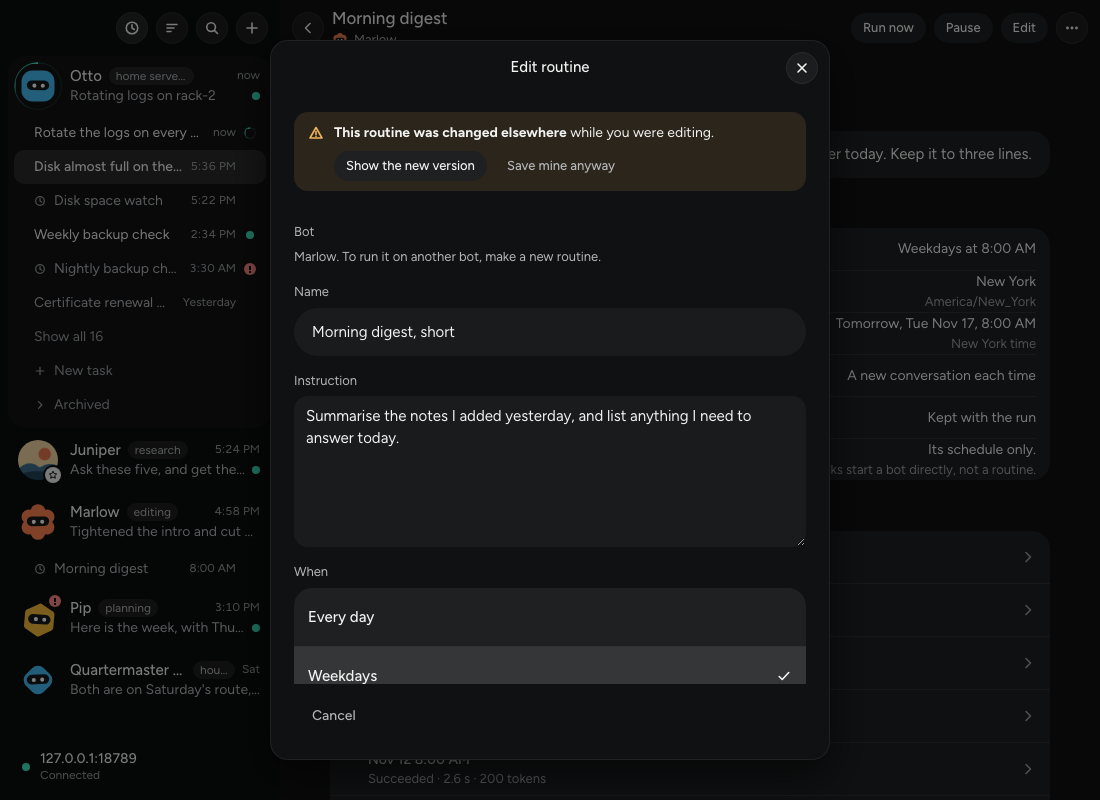 Morning digest
Marlow
Run now
Pause
Edit
Otto
home serve...
now
Rotating logs on rack-2
Rotate the logs on every ...
now
Disk almost full on the...
5:36 PM
Disk space watch
5:22 PM
Weekly backup check
2:34 PM
Nightly backup ch...
3:30 AM
Certificate renewal ...
Yesterday
Show all 16
New task
Archived
Juniper
research
5:24 PM
Ask these five, and get the...
Marlow
editing
4:58 PM
Tightened the intro and cut ...
Morning digest
8:00 AM
Pip
planning
3:10 PM
Here is the week, with Thu...
Quartermaster ...
hou...
Sat
Both are on Saturday's route,...
127.0.0.1:18789
Connected
Edit routine
This routine was changed elsewhere while you were editing.
Show the new version
Save mine anyway
Bot
Marlow. To run it on another bot, make a new routine.
Name
Morning digest, short
Instruction
Summarise the notes I added yesterday, and list anything I need to
answer today.
When
Every day
Weekdays
Cancel
er today. Keep it to three lines.
Weekdays at 8:00 AM
New York
America/New_York
Tomorrow, Tue Nov 17, 8:00 AM
New York time
A new conversation each time
Kept with the run
Its schedule only.
ks start a bot directly, not a routine.
Nov 12 8:00 AM
Succeeded · 2.6 s · 200 tokens